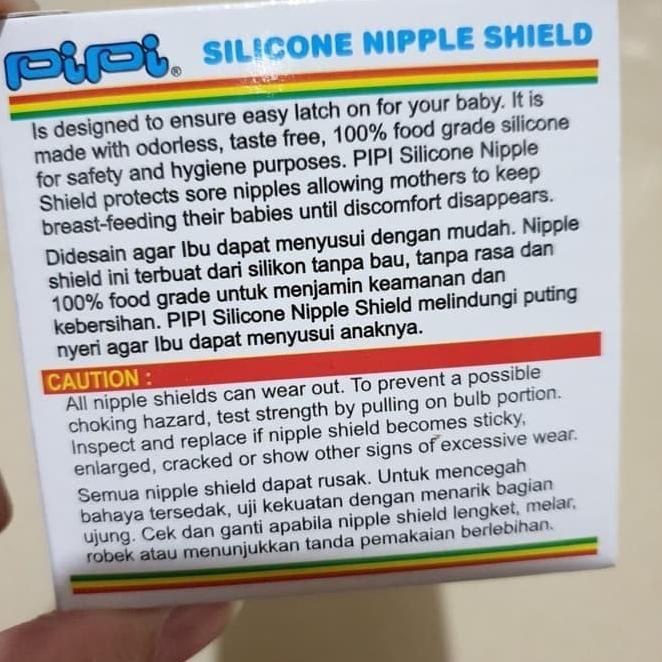 pipi® SILICONE NIPPLE SHIELD
Is designed to ensure easy latch on for your baby. It is
made with odorless, taste free, 100% food grade silicone
for safety and hygiene purposes. PIPI Silicone Nipple
Shield protects sore nipples allowing mothers to keep
breast-feeding their babies until discomfort disappears.
Didesain agar Ibu dapat menyusui dengan mudah. Nipple
shield ini terbuat dari silikon tanpa bau, tanpa rasa dan
100% food grade untuk menjamin keamanan dan
kebersihan. PIPI Silicone Nipple Shield melindungi puting
nyeri agar Ibu dapat menyusui anaknya.
CAUTION :
All nipple shields can wear out. To prevent a possible
choking hazard, test strength by pulling on bulb portion.
Inspect and replace if nipple shield becomes sticky,
enlarged, cracked or show other signs of excessive wear.
Semua nipple shield dapat rusak. Untuk mencegah
bahaya tersedak, uji kekuatan dengan menarik bagian
ujung. Cek dan ganti apabila nipple shield lengket, melar,
robek atau menunjukkan tanda pemakaian berlebihan.